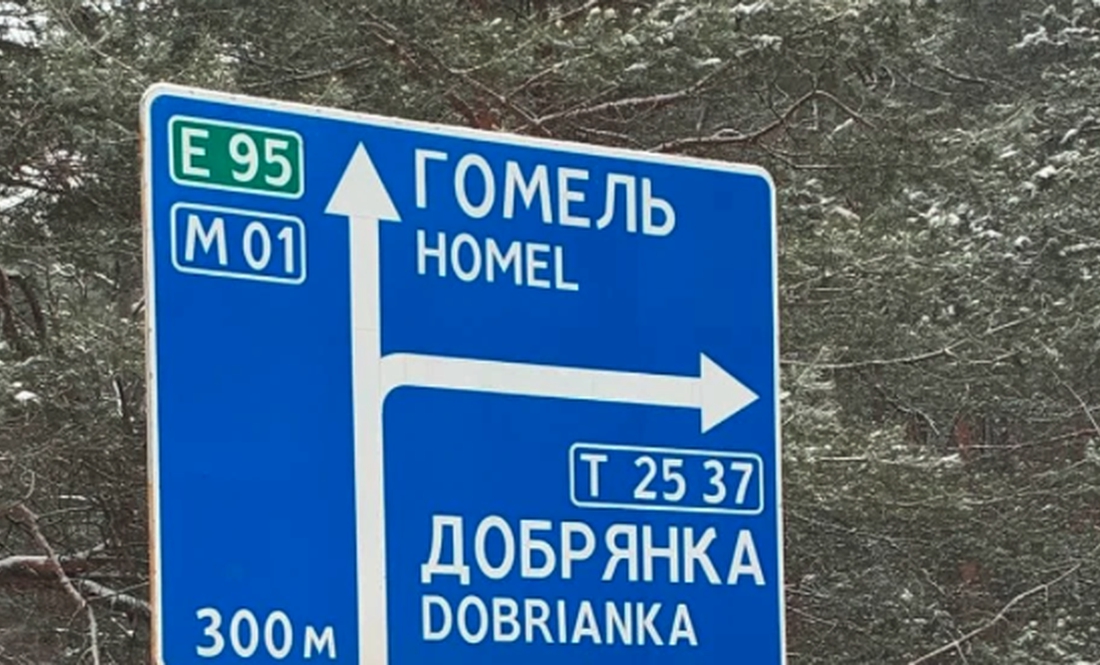 E 95
M 01
ГОМЕЛЬ
HOMEL
T 25 37
ДОБРЯНКА
DOBRIANKA
300 м